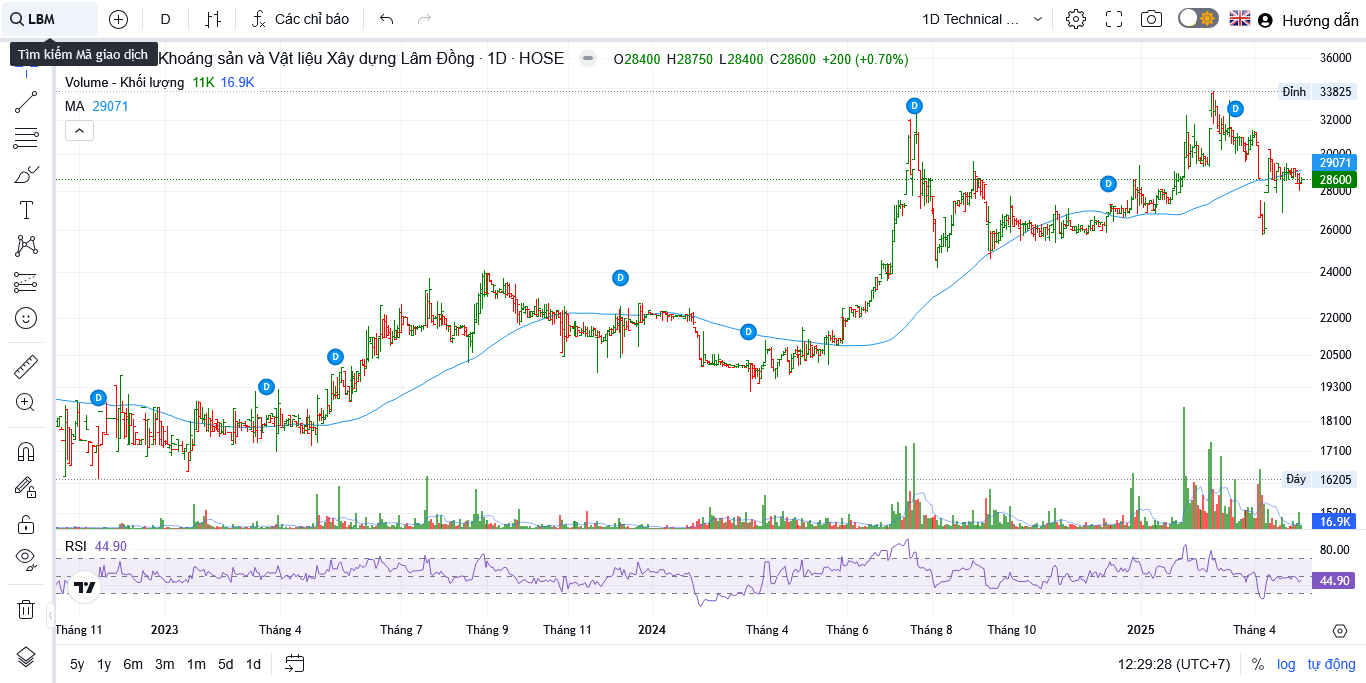 LBM D Các chỉ báo 1D Technical ... Hướng dẫn
Tìm kiếm Mã giao dịch
Khoáng sản và Vật liệu Xây dựng Lâm Đồng · 1D · HOSE O28400 H28750 L28400 C28600 +200 (+0.70%)
Volume - Khối lượng 11K 16.9K
MA 29071
36000
Đỉnh 33825
32000
30000
29071
28600
28000
26000
24000
22000
20500
19300
18100
17100
Đáy 16205
15200
16.9K
D
D
D
D
D
D
D
D
RSI 44.90
80.00
44.90
Tháng 11 2023 Tháng 4 Tháng 7 Tháng 9 Tháng 11 2024 Tháng 4 Tháng 6 Tháng 8 Tháng 10 2025 Tháng 4
5y 1y 6m 3m 1m 5d 1d 12:29:28 (UTC+7) % log tự động